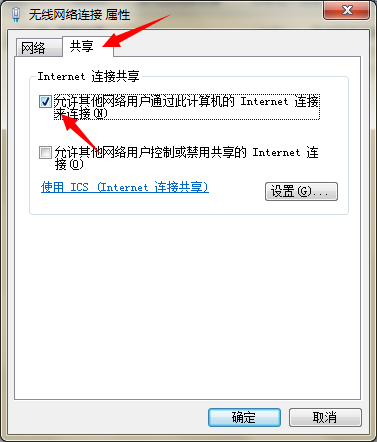 无线网络连接 属性
网络
共享
Internet 连接共享
允许其他网络用户通过此计算机的 Internet 连接
来连接(N)
允许其他网络用户控制或禁用共享的 Internet 连
接(O)
使用 ICS (Internet 连接共享)
设置(G)...
确定
取消